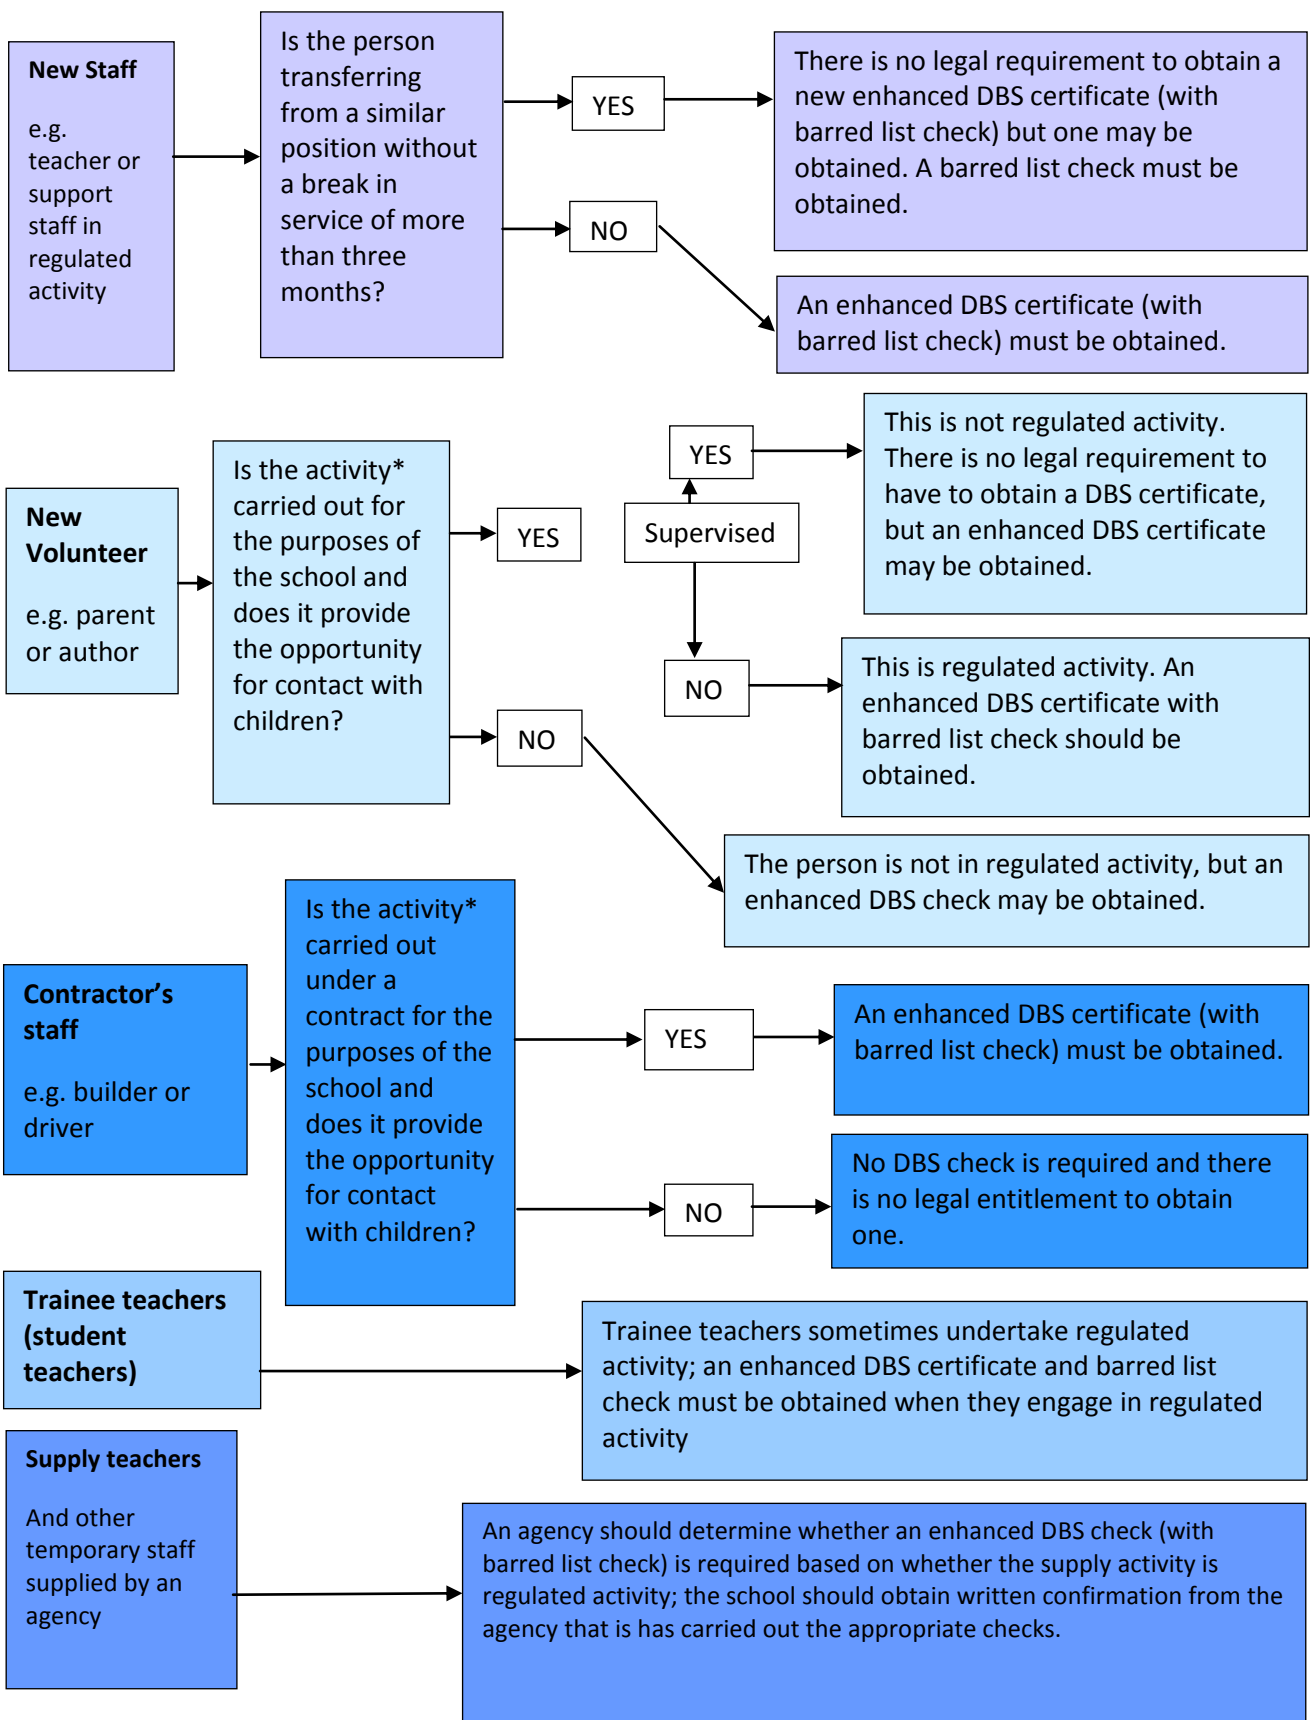 New Staff
e.g.
teacher or
support
staff in
regulated
activity
Is the person
transferring
from a similar
position without
a break in
service of more
than three
months?
YES
NO
There is no legal requirement to obtain a
new enhanced DBS certificate (with
barred list check) but one may be
obtained. A barred list check must be
obtained.
An enhanced DBS certificate (with
barred list check) must be obtained.
New
Volunteer
e.g. parent
or author
Is the activity*
carried out for
the purposes of
the school and
does it provide
the opportunity
for contact with
children?
YES
NO
Supervised
YES
NO
This is not regulated activity.
There is no legal requirement to
have to obtain a DBS certificate,
but an enhanced DBS certificate
may be obtained.
This is regulated activity. An
enhanced DBS certificate with
barred list check should be
obtained.
The person is not in regulated activity, but an
enhanced DBS check may be obtained.
Contractor’s
staff
e.g. builder or
driver
Is the activity*
carried out
under a
contract for the
purposes of the
school and
does it provide
the opportunity
for contact
with children?
YES
NO
An enhanced DBS certificate (with
barred list check) must be obtained.
No DBS check is required and there
is no legal entitlement to obtain
one.
Trainee teachers
(student
teachers)
Trainee teachers sometimes undertake regulated
activity; an enhanced DBS certificate and barred list
check must be obtained when they engage in regulated
activity
Supply teachers
And other
temporary staff
supplied by an
agency
An agency should determine whether an enhanced DBS check (with
barred list check) is required based on whether the supply activity is
regulated activity; the school should obtain written confirmation from the
agency that is has carried out the appropriate checks.